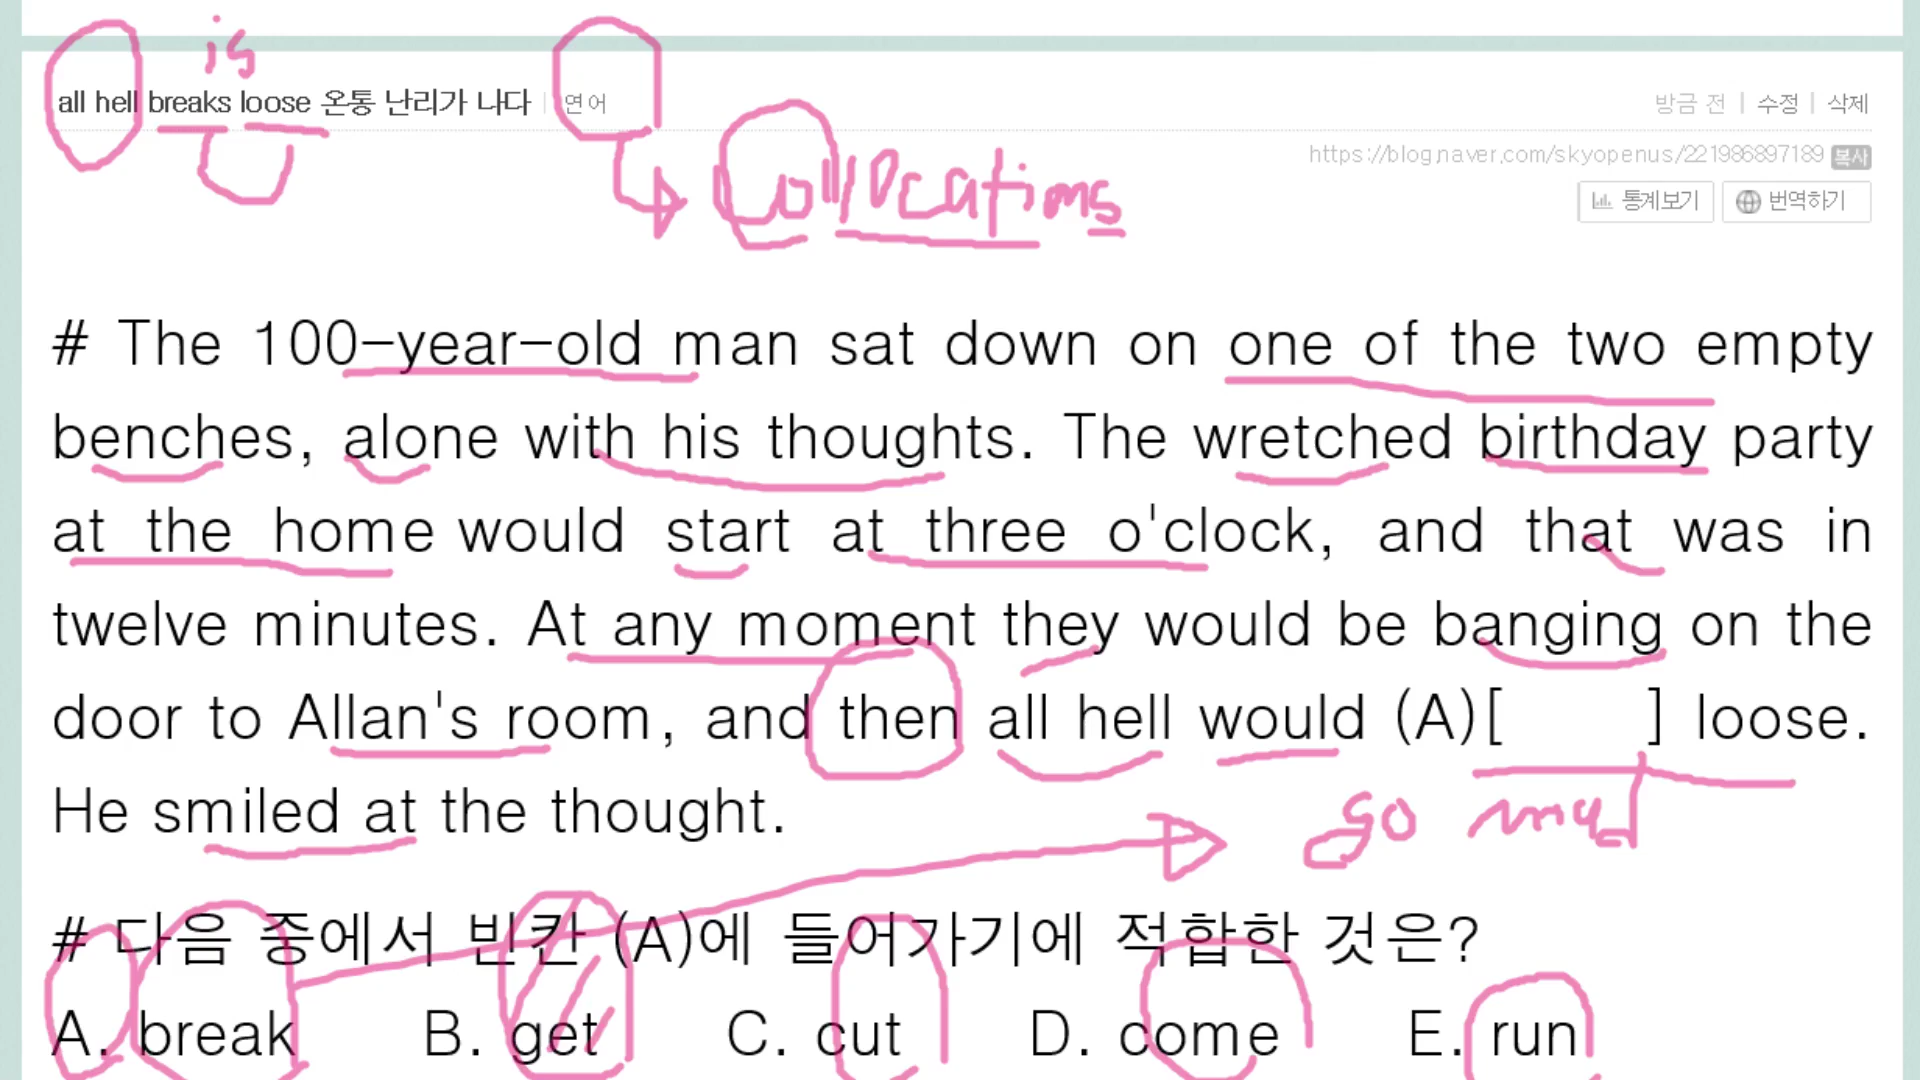 is
all hell breaks loose 온통 난리가 나다 | 연어
방금 전 | 수정 | 삭제
https://blog.naver.com/skyopenus/221986897189 복사
통계보기 번역하기
collocations
# The 100-year-old man sat down on one of the two empty
benches, alone with his thoughts. The wretched birthday party
at the home would start at three o'clock, and that was in
twelve minutes. At any moment they would be banging on the
door to Allan's room, and then all hell would (A)[ ] loose.
He smiled at the thought.
go mad
# 다음 중에서 빈칸 (A)에 들어가기에 적합한 것은?
A. break B. get C. cut D. come E. run